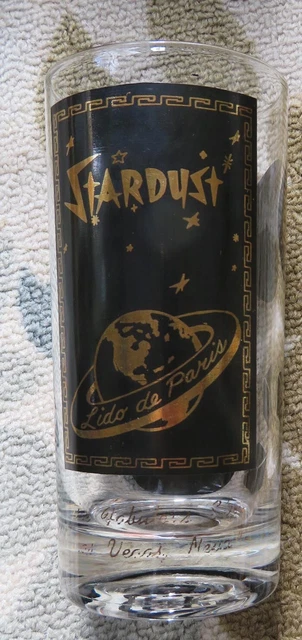 STARDUST
Lido de Paris
Vegas, Neva